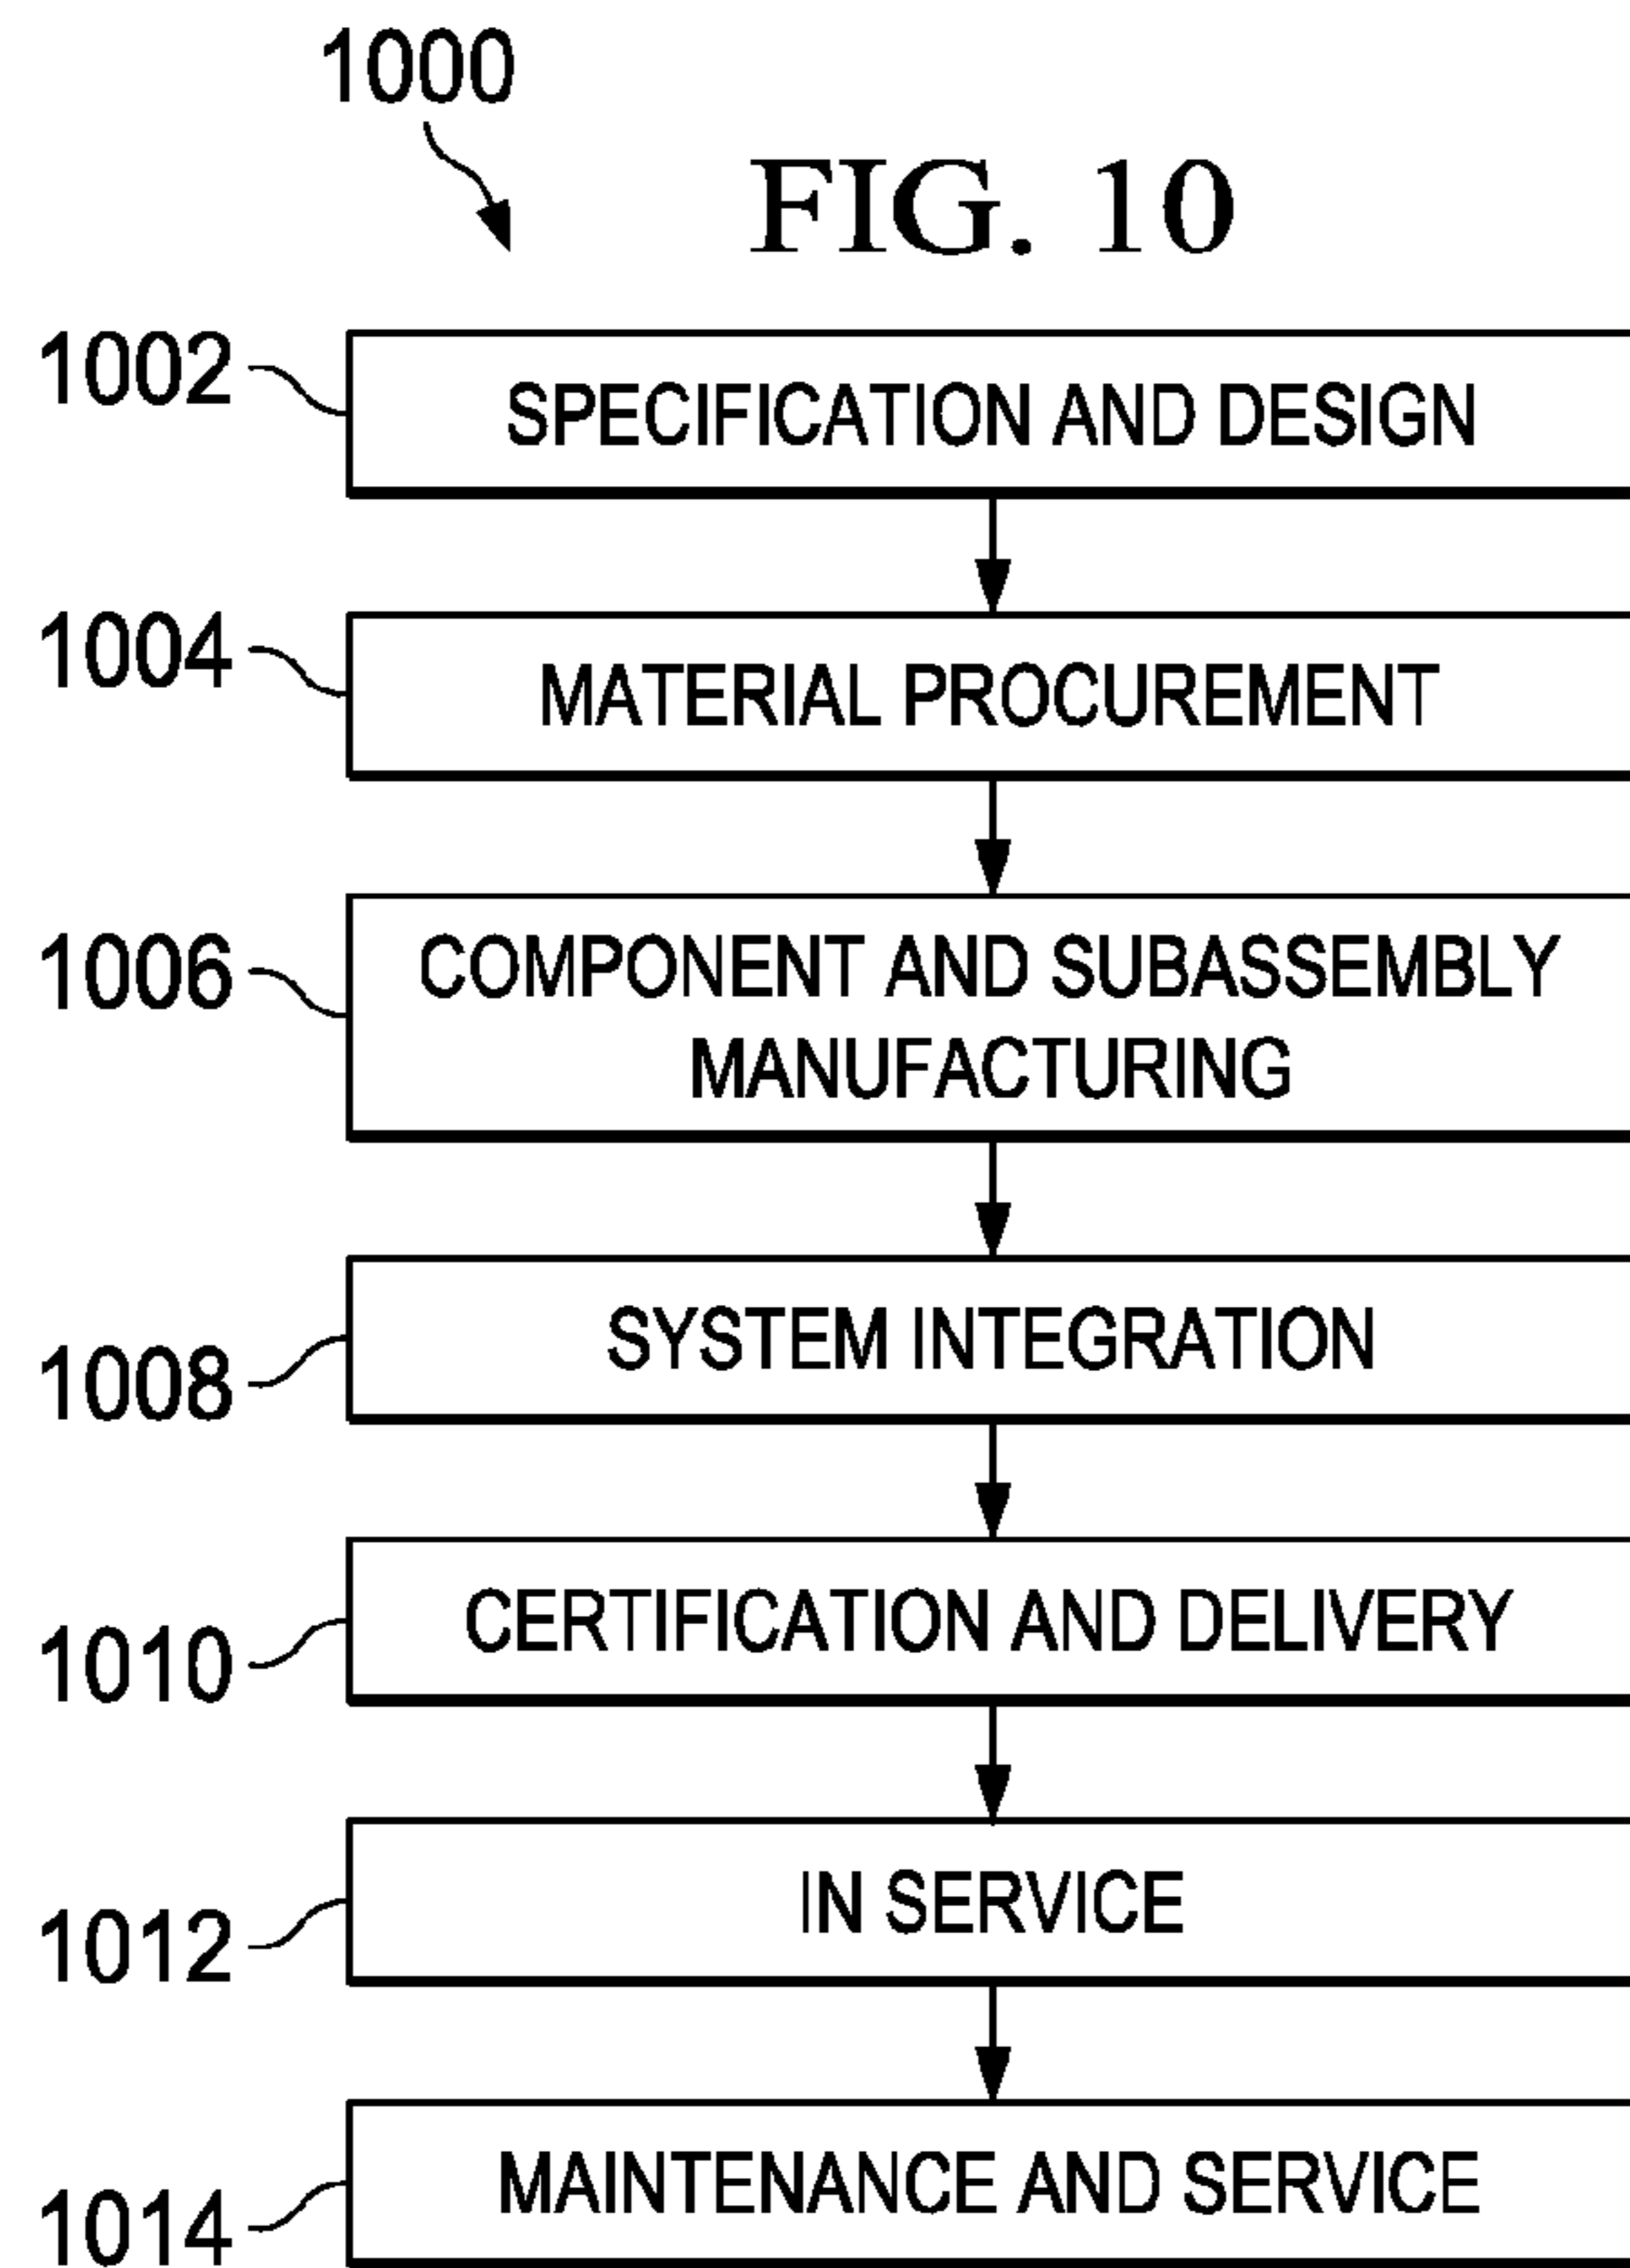 1000
FIG. 10
1002
SPECIFICATION AND DESIGN
1004
MATERIAL PROCUREMENT
1006
COMPONENT AND SUBASSEMBLY
MANUFACTURING
1008
SYSTEM INTEGRATION
1010
CERTIFICATION AND DELIVERY
1012
IN SERVICE
1014
MAINTENANCE AND SERVICE